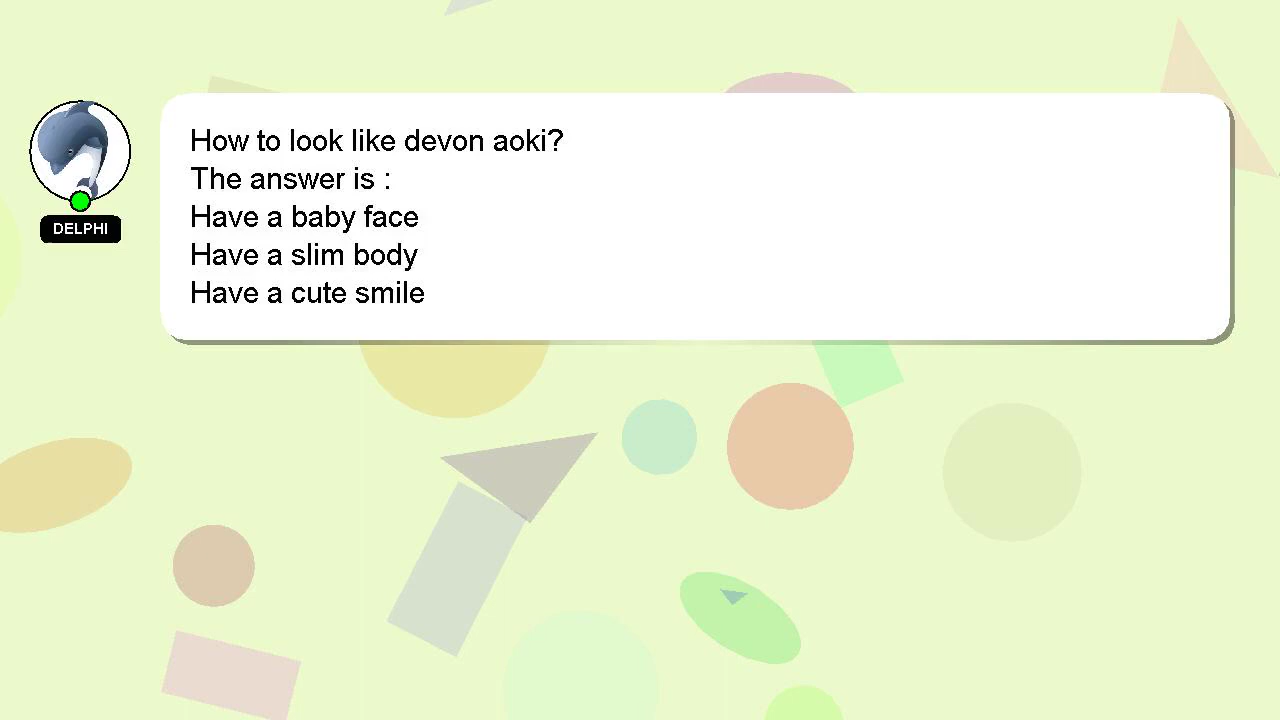 How to look like devon aoki?
The answer is :
Have a baby face
Have a slim body
Have a cute smile
DELPHI